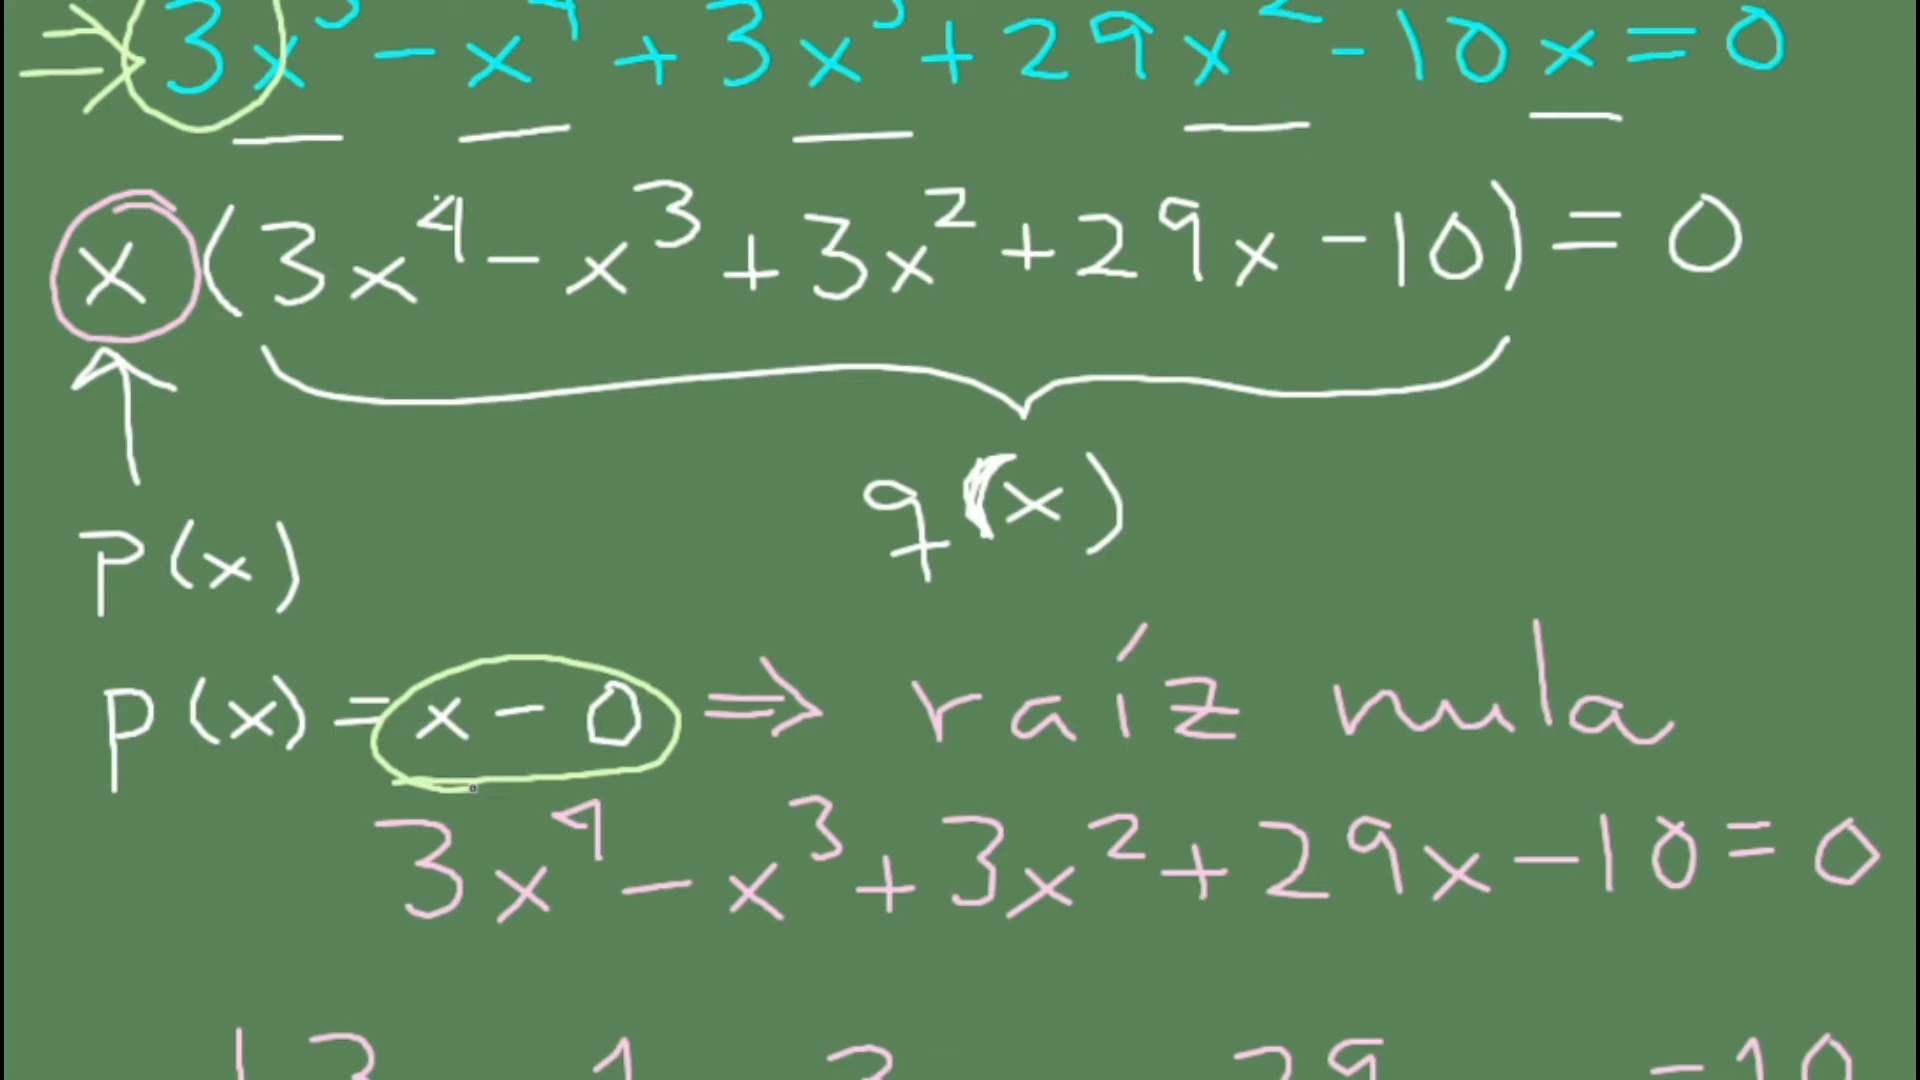 ⇒ 3x⁵ - x⁴ + 3x³ + 29x² - 10x = 0
x (3x⁴ - x³ + 3x² + 29x - 10) = 0
q(x)
p(x)
p(x) = x - 0 ⇒ raíz nula
3x⁴ - x³ + 3x² + 29x - 10 = 0